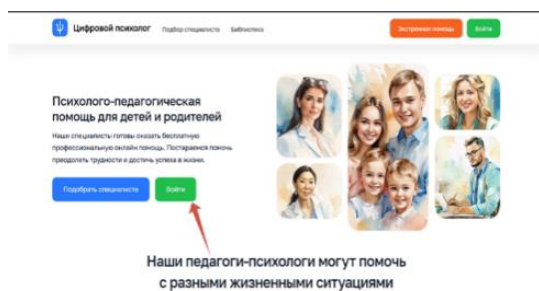 Цифровой психолог
Подбор специалиста Библиотека
Экстренная помощь
Войти
Психолого-педагогическая
помощь для детей и родителей
Наши специалисты готовы оказать бесплатную
профессиональную онлайн помощь. Постараемся помочь
преодолеть трудности и достичь успеха в жизни.
Подобрать специалиста
Войти
Наши педагоги-психологи могут помочь
с разными жизненными ситуациями